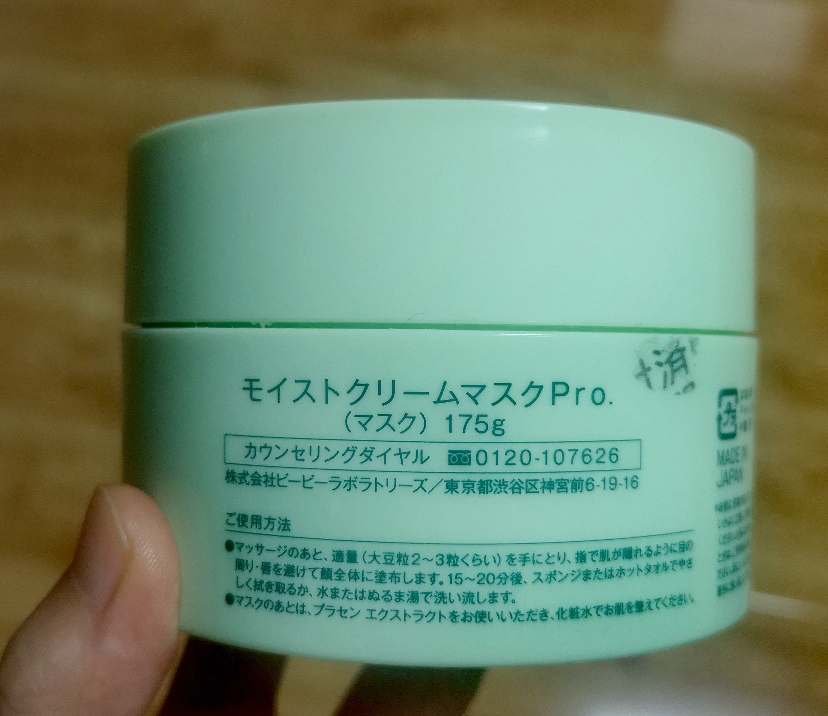 モイストクリームマスクPro.
（マスク） 175g
カウンセリングダイヤル 0120-107626
株式会社ビービーラボラトリーズ／東京都渋谷区神宮前6-19-16
ご使用方法
●マッサージのあと、適量（大豆粒2〜3粒くらい）を手にとり、指で肌が隠れるように目の
周り・唇を避けて顔全体に塗布します。15〜20分後、スポンジまたはホットタオルでやさ
しく拭き取るか、水またはぬるま湯で洗い流します。
●マスクのあとは、プラセン エクストラクトをお使いいただき、化粧水でお肌を整えてください。
済
MADE IN
JAPAN